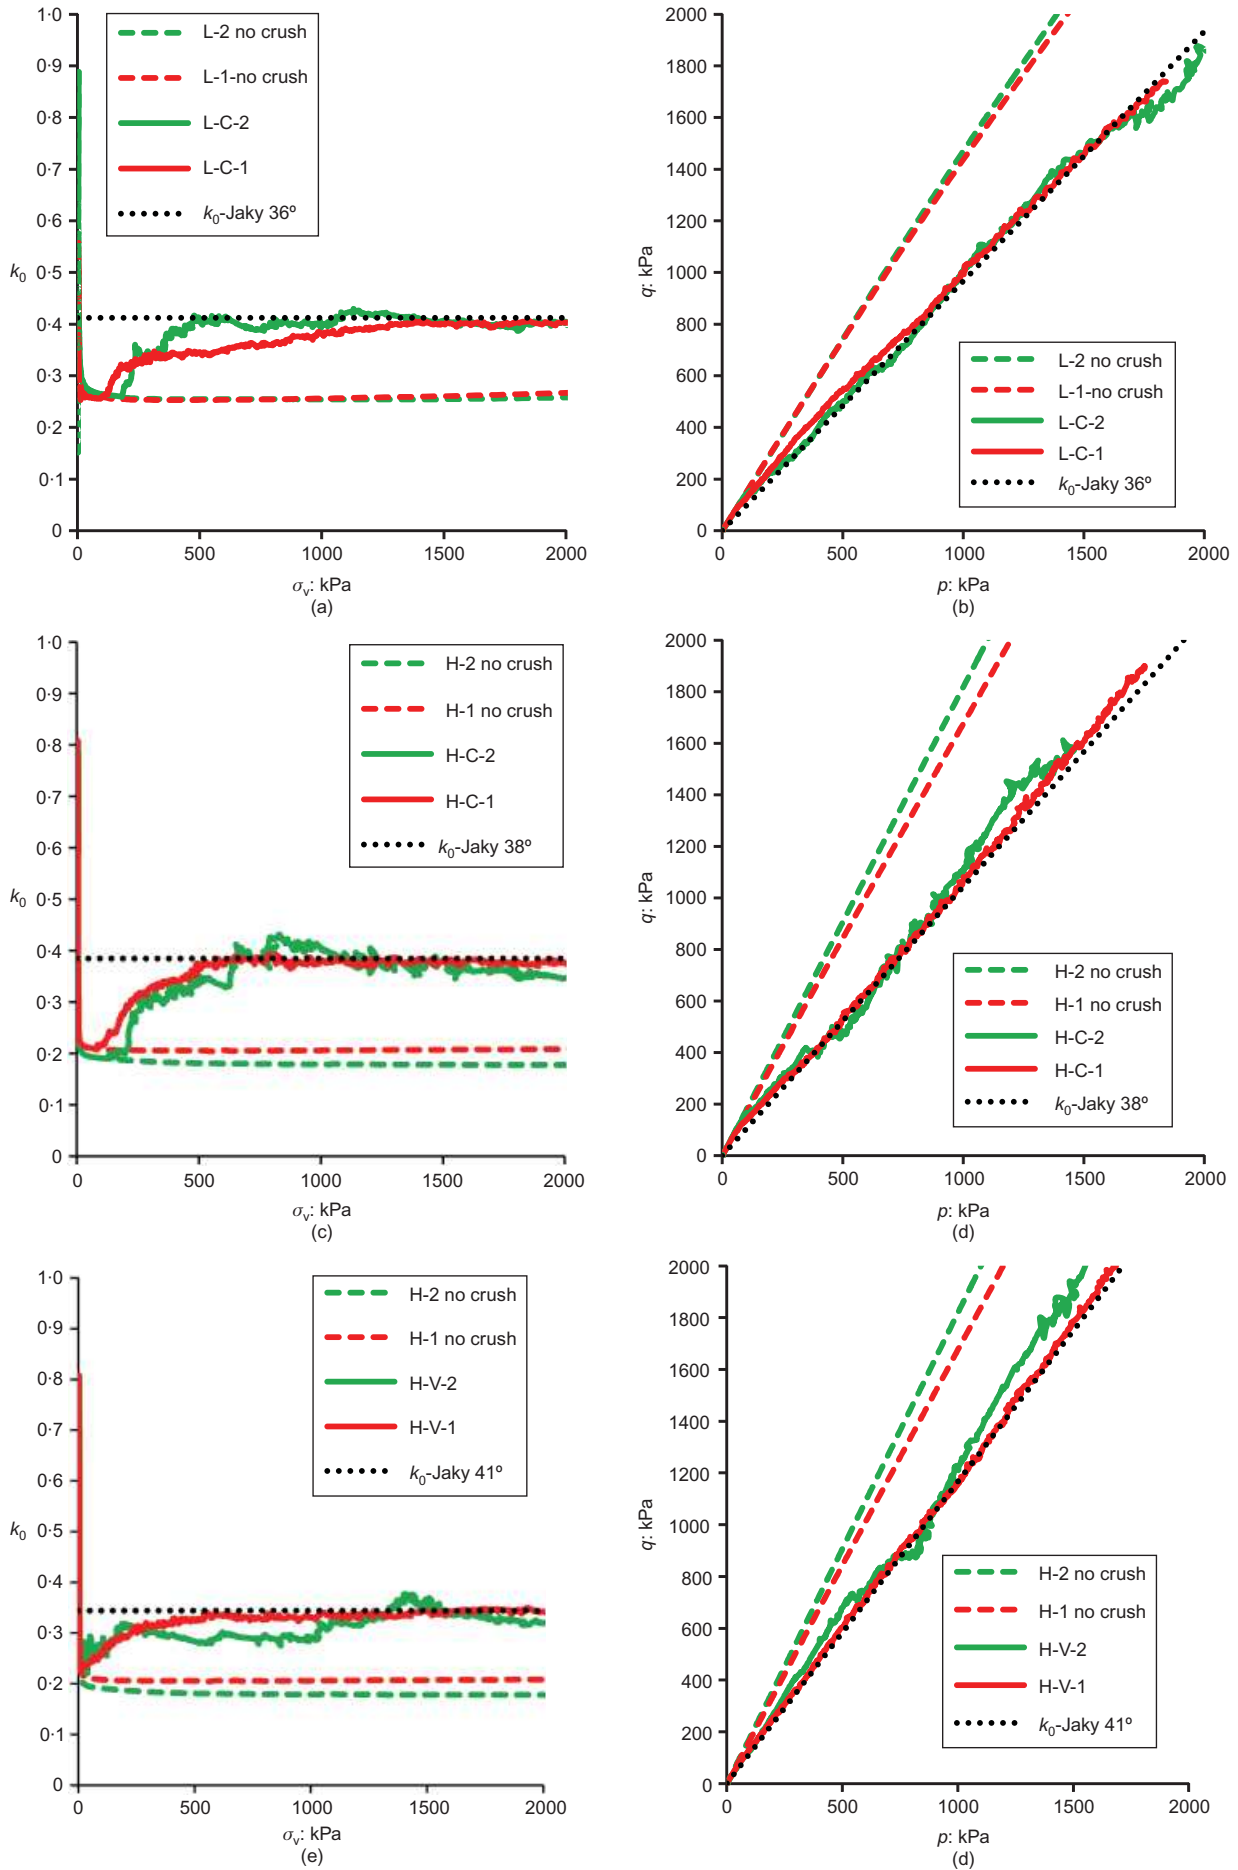 1·0
0·9
0·8
0·7
0·6
0·5
0·4
0·3
0·2
0·1
0
k0
0
500
1000
1500
2000
σv: kPa
(a)
L-2 no crush
L-1-no crush
L-C-2
L-C-1
k0-Jaky 36º
2000
1800
1600
1400
1200
1000
800
600
400
200
0
q: kPa
0
500
1000
1500
2000
p: kPa
(b)
L-2 no crush
L-1-no crush
L-C-2
L-C-1
k0-Jaky 36º
1·0
0·9
0·8
0·7
0·6
0·5
0·4
0·3
0·2
0·1
0
k0
0
500
1000
1500
2000
σv: kPa
(c)
H-2 no crush
H-1 no crush
H-C-2
H-C-1
k0-Jaky 38º
2000
1800
1600
1400
1200
1000
800
600
400
200
0
q: kPa
0
500
1000
1500
2000
p: kPa
(d)
H-2 no crush
H-1 no crush
H-C-2
H-C-1
k0-Jaky 38º
1·0
0·9
0·8
0·7
0·6
0·5
0·4
0·3
0·2
0·1
0
k0
0
500
1000
1500
2000
σv: kPa
(e)
H-2 no crush
H-1 no crush
H-V-2
H-V-1
k0-Jaky 41º
2000
1800
1600
1400
1200
1000
800
600
400
200
0
q: kPa
0
500
1000
1500
2000
p: kPa
(d)
H-2 no crush
H-1 no crush
H-V-2
H-V-1
k0-Jaky 41º